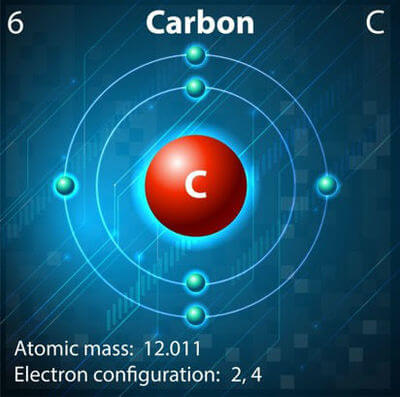 6 Carbon C
C
Atomic mass: 12.011
Electron configuration: 2, 4